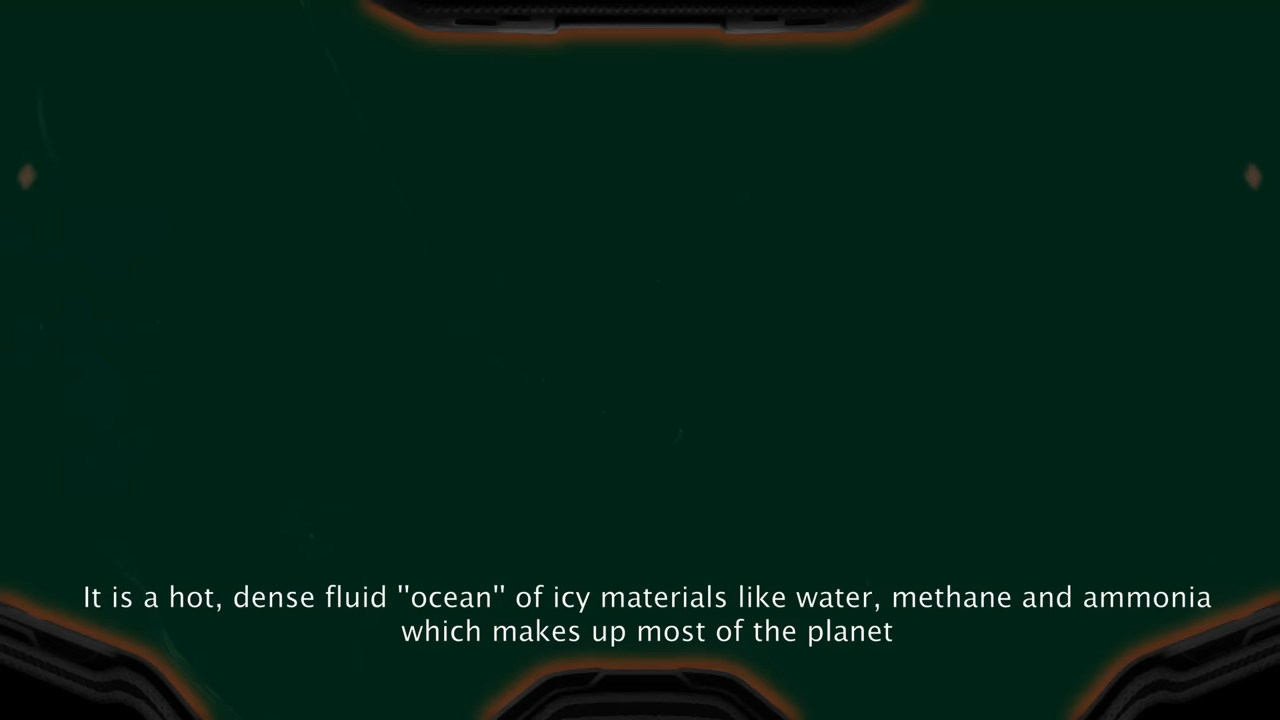 It is a hot, dense fluid "ocean" of icy materials like water, methane and ammonia
which makes up most of the planet